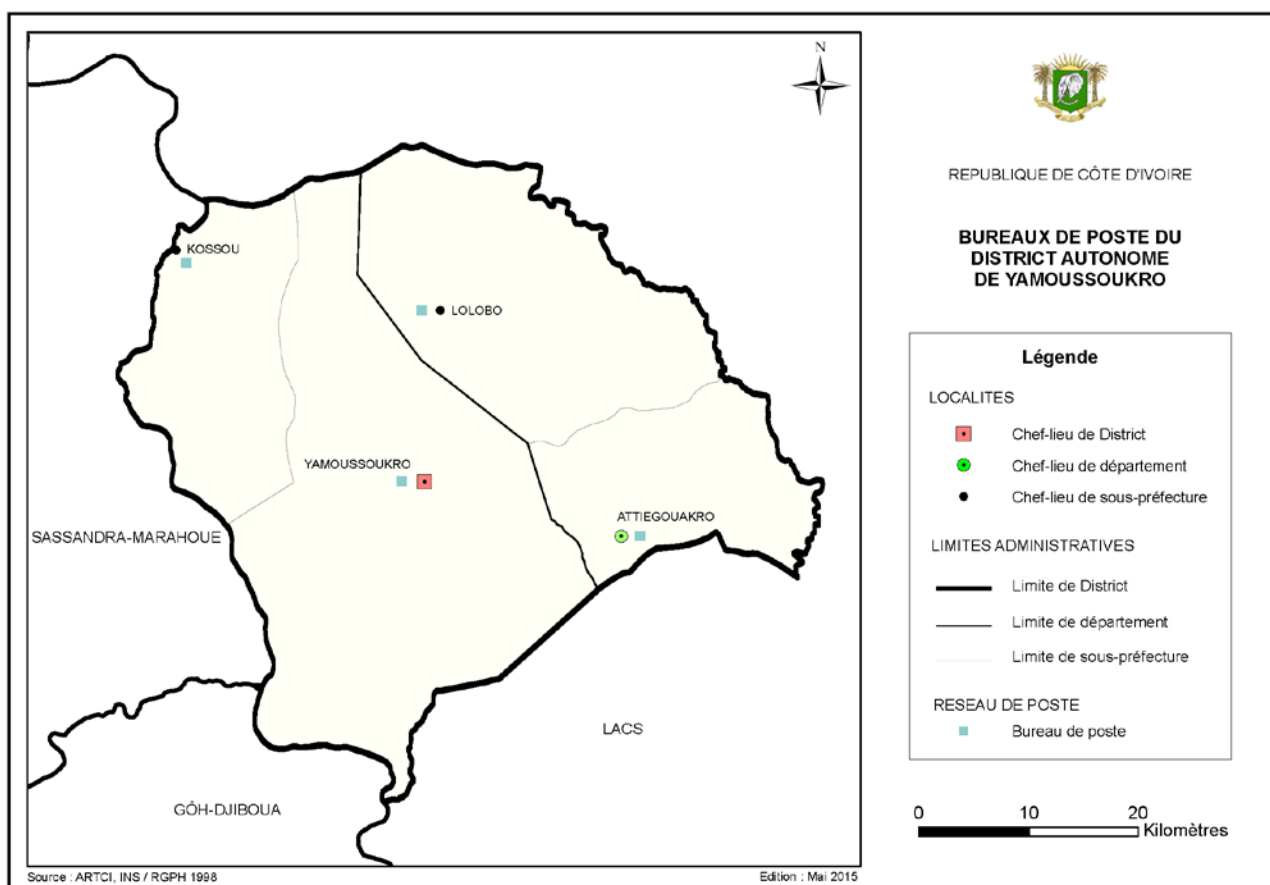 N
KOSSOU
LOLOBO
YAMOUSSOUKRO
ATTIEGOUAKRO
SASSANDRA-MARAHOUE
LACS
GÔH-DJIBOUA
Source : ARTCI, INS / RGPH 1998
Edition : Mai 2015
REPUBLIQUE DE CÔTE D'IVOIRE
BUREAUX DE POSTE DU
DISTRICT AUTONOME
DE YAMOUSSOUKRO
Légende
LOCALITES
Chef-lieu de District
Chef-lieu de département
Chef-lieu de sous-préfecture
LIMITES ADMINISTRATIVES
Limite de District
Limite de département
Limite de sous-préfecture
RESEAU DE POSTE
Bureau de poste
0 10 20
Kilomètres